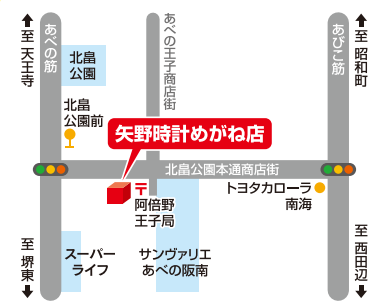 至 天王寺
あべの筋
北畠
公園
北畠
公園前
あべの王子商店街
あびこ筋
至 昭和町
矢野時計めがね店
北畠公園本通商店街
〒
阿倍野
王子局
トヨタカローラ
南海
至 堺東
スーパー
ライフ
サンヴァリエ
あべの阪南
至 西田辺